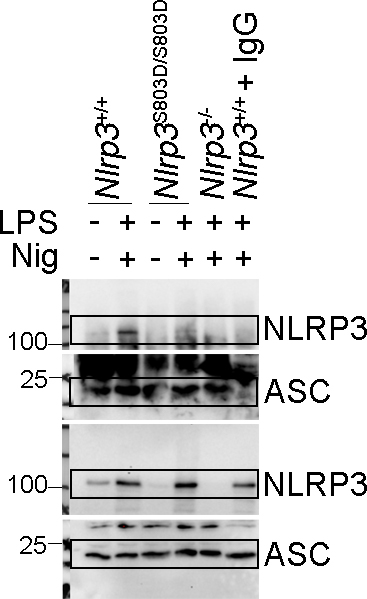 Nlrp3+/+
Nlrp3S803D/S803D
Nlrp3-/-
Nlrp3+/+ + IgG
LPS - + - + + +
Nig - + - + + +
100 NLRP3
25 ASC
100 NLRP3
25 ASC